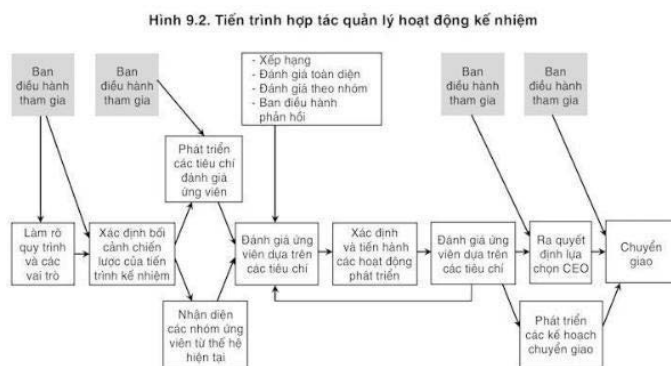 Hình 9.2. Tiến trình hợp tác quản lý hoạt động kế nhiệm
Ban
điều hành
tham gia
Ban
điều hành
tham gia
- Xếp hạng
- Đánh giá toàn diện
- Đánh giá theo nhóm
- Ban điều hành
phản hồi
Ban
điều hành
tham gia
Ban
điều hành
tham gia
Phát triển
các tiêu chí
đánh giá
ứng viên
Làm rõ
quy trình
và các
vai trò
Xác định bối
cảnh chiến
lược của tiến
trình kế nhiệm
Đánh giá ứng
viên dựa trên
các tiêu chí
Xác định
và tiến hành
các hoạt động
phát triển
Đánh giá ứng
viên dựa trên
các tiêu chí
Ra quyết
định lựa
chọn CEO
Chuyển
giao
Nhận diện
các nhóm ứng
viên từ thế hệ
hiện tại
Phát triển
các kế hoạch
chuyển giao